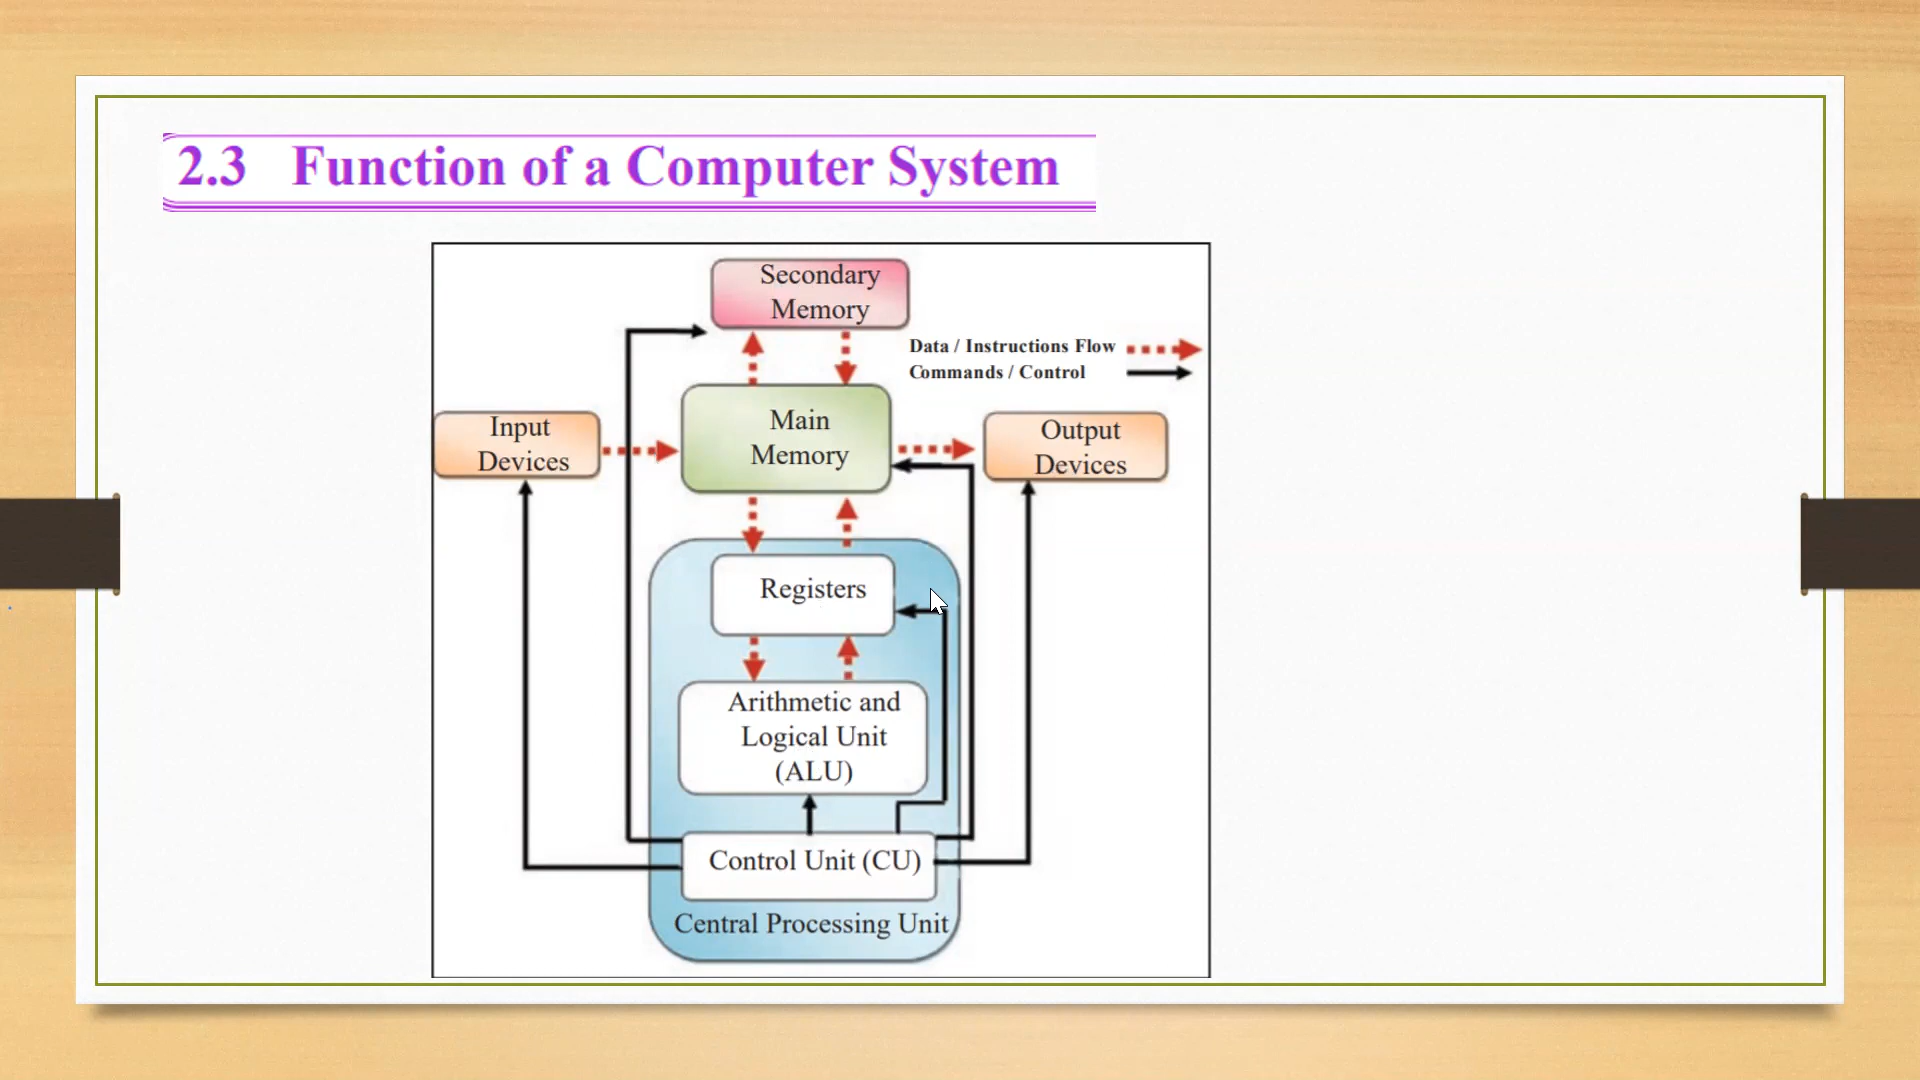 2.3 Function of a Computer System
Secondary
Memory
Data / Instructions Flow
Commands / Control
Input
Devices
Main
Memory
Output
Devices
Registers
Arithmetic and
Logical Unit
(ALU)
Control Unit (CU)
Central Processing Unit